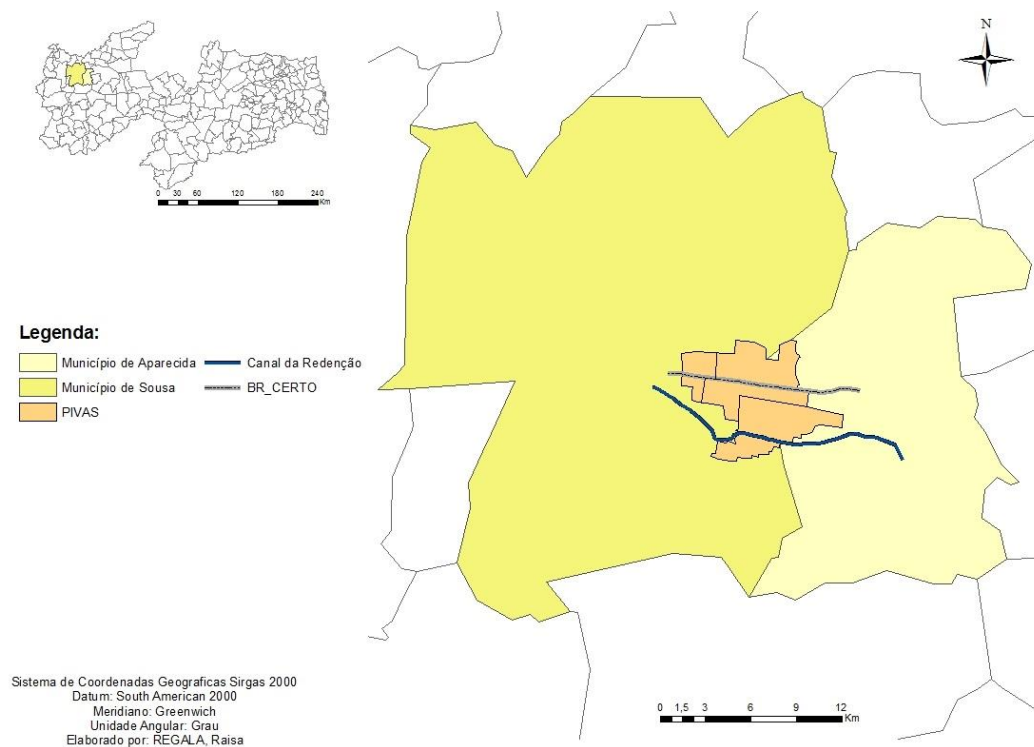 N
0 30 60 120 180 240
Km
Legenda:
Município de Aparecida
Canal da Redenção
Município de Sousa
BR_CERTO
PIVAS
Sistema de Coordenadas Geograficas Sirgas 2000
Datum: South American 2000
Meridiano: Greenwich
Unidade Angular: Grau
Elaborado por: REGALA, Raisa
0 1,5 3 6 9 12
Km